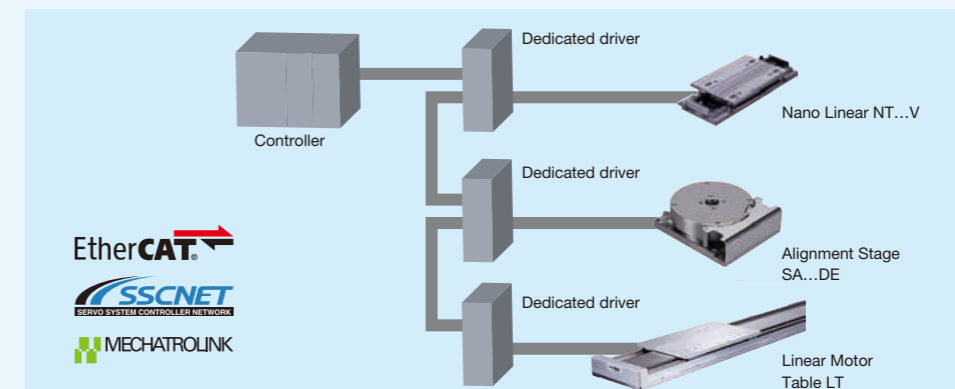 Dedicated driver
Controller
Nano Linear NT…V
Dedicated driver
Alignment Stage
SA…DE
Dedicated driver
Linear Motor
Table LT
EtherCAT®
SSCNET
SERVO SYSTEM CONTROLLER NETWORK
MECHATROLINK